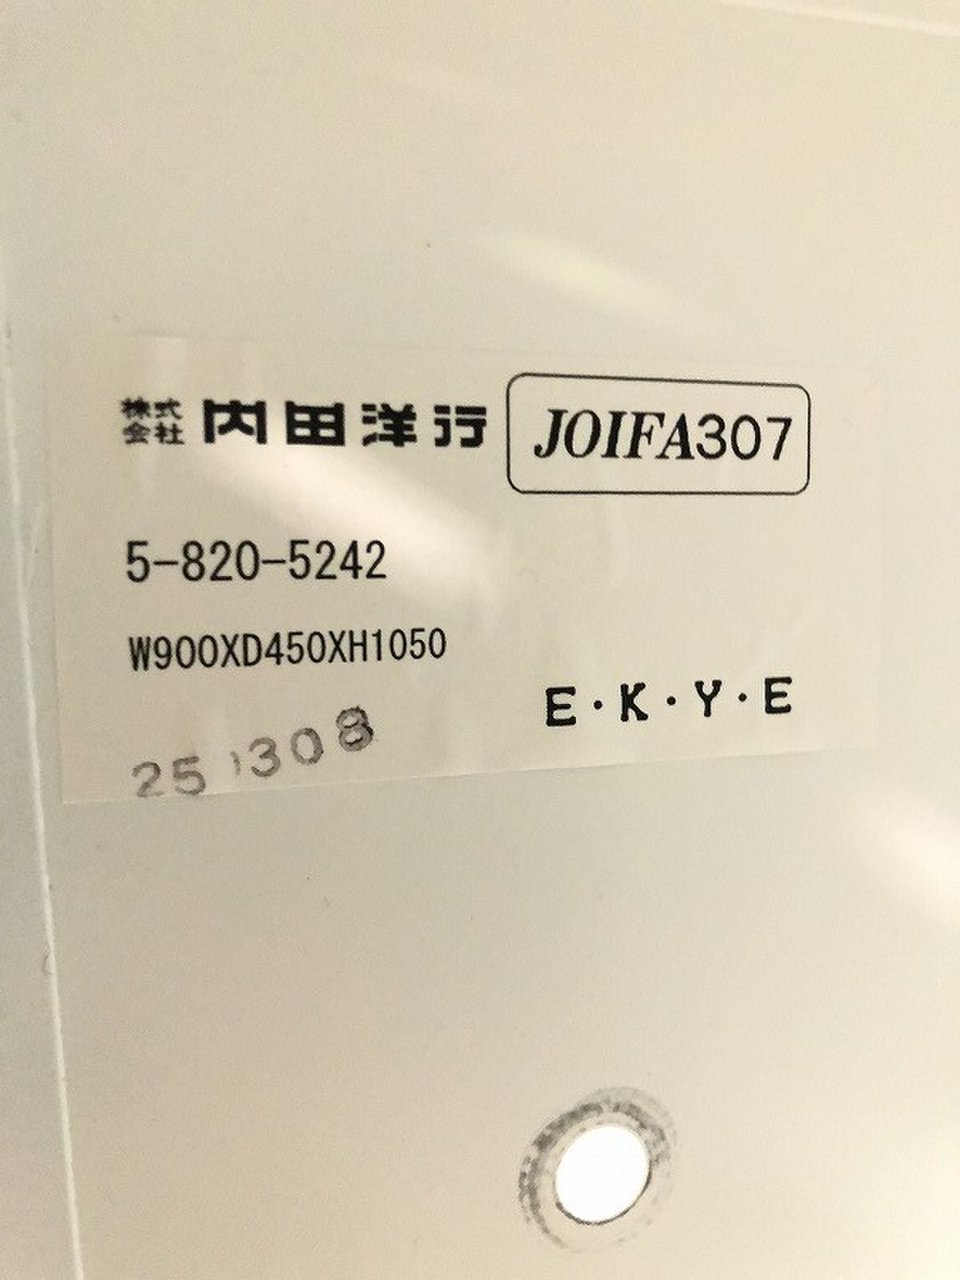 株式会社 内田洋行 JOIFA307
5-820-5242
W900XD450XH1050
E・K・Y・E
25 308